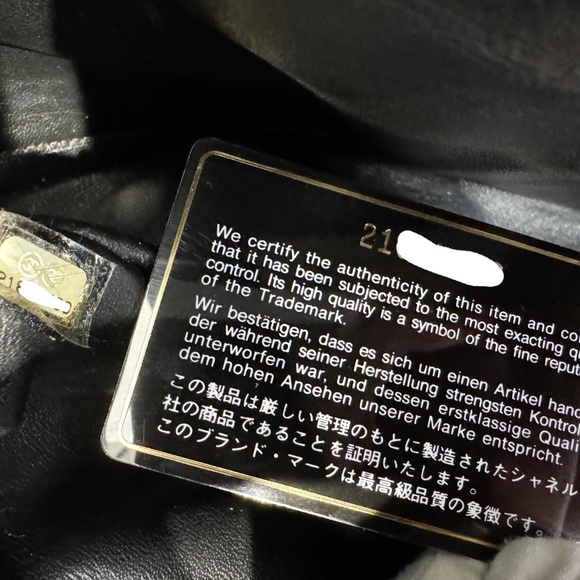 21
We certify the authenticity of this item and
that it has been subjected to the most exacting
control. Its high quality is a symbol of the fine
of the Trademark.
Wir bestätigen, dass es sich um einen Artikel
der während seiner Herstellung strengsten
unterworfen war, und dessen erstklassige
dem hohen Ansehen unserer Marke entspricht.
この製品は厳しい管理のもとに製造されたシャネル
社の商品であることを証明いたします。
このブランド・マークは最高級品質の象徴です。
218